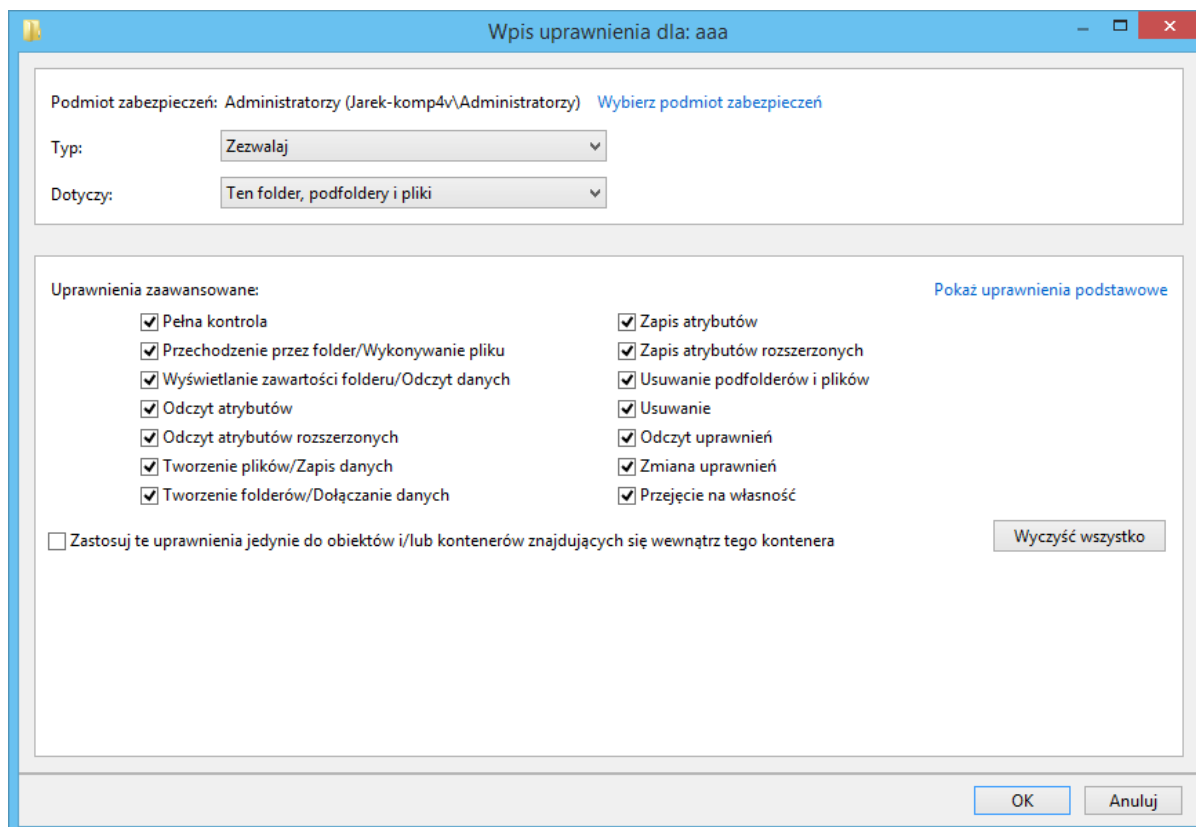 Wpis uprawnienia dla: aaa
Podmiot zabezpieczeń: Administratorzy (Jarek-komp4v\Administratorzy) Wybierz podmiot zabezpieczeń
Typ: Zezwalaj
Dotyczy: Ten folder, podfoldery i pliki
Uprawnienia zaawansowane: Pokaż uprawnienia podstawowe
Pełna kontrola Zapis atrybutów
Przechodzenie przez folder/Wykonywanie pliku Zapis atrybutów rozszerzonych
Wyświetlanie zawartości folderu/Odczyt danych Usuwanie podfolderów i plików
Odczyt atrybutów Usuwanie
Odczyt atrybutów rozszerzonych Odczyt uprawnień
Tworzenie plików/Zapis danych Zmiana uprawnień
Tworzenie folderów/Dołączanie danych Przejęcie na własność
Zastosuj te uprawnienia jedynie do obiektów i/lub kontenerów znajdujących się wewnątrz tego kontenera Wyczyść wszystko
OK Anuluj